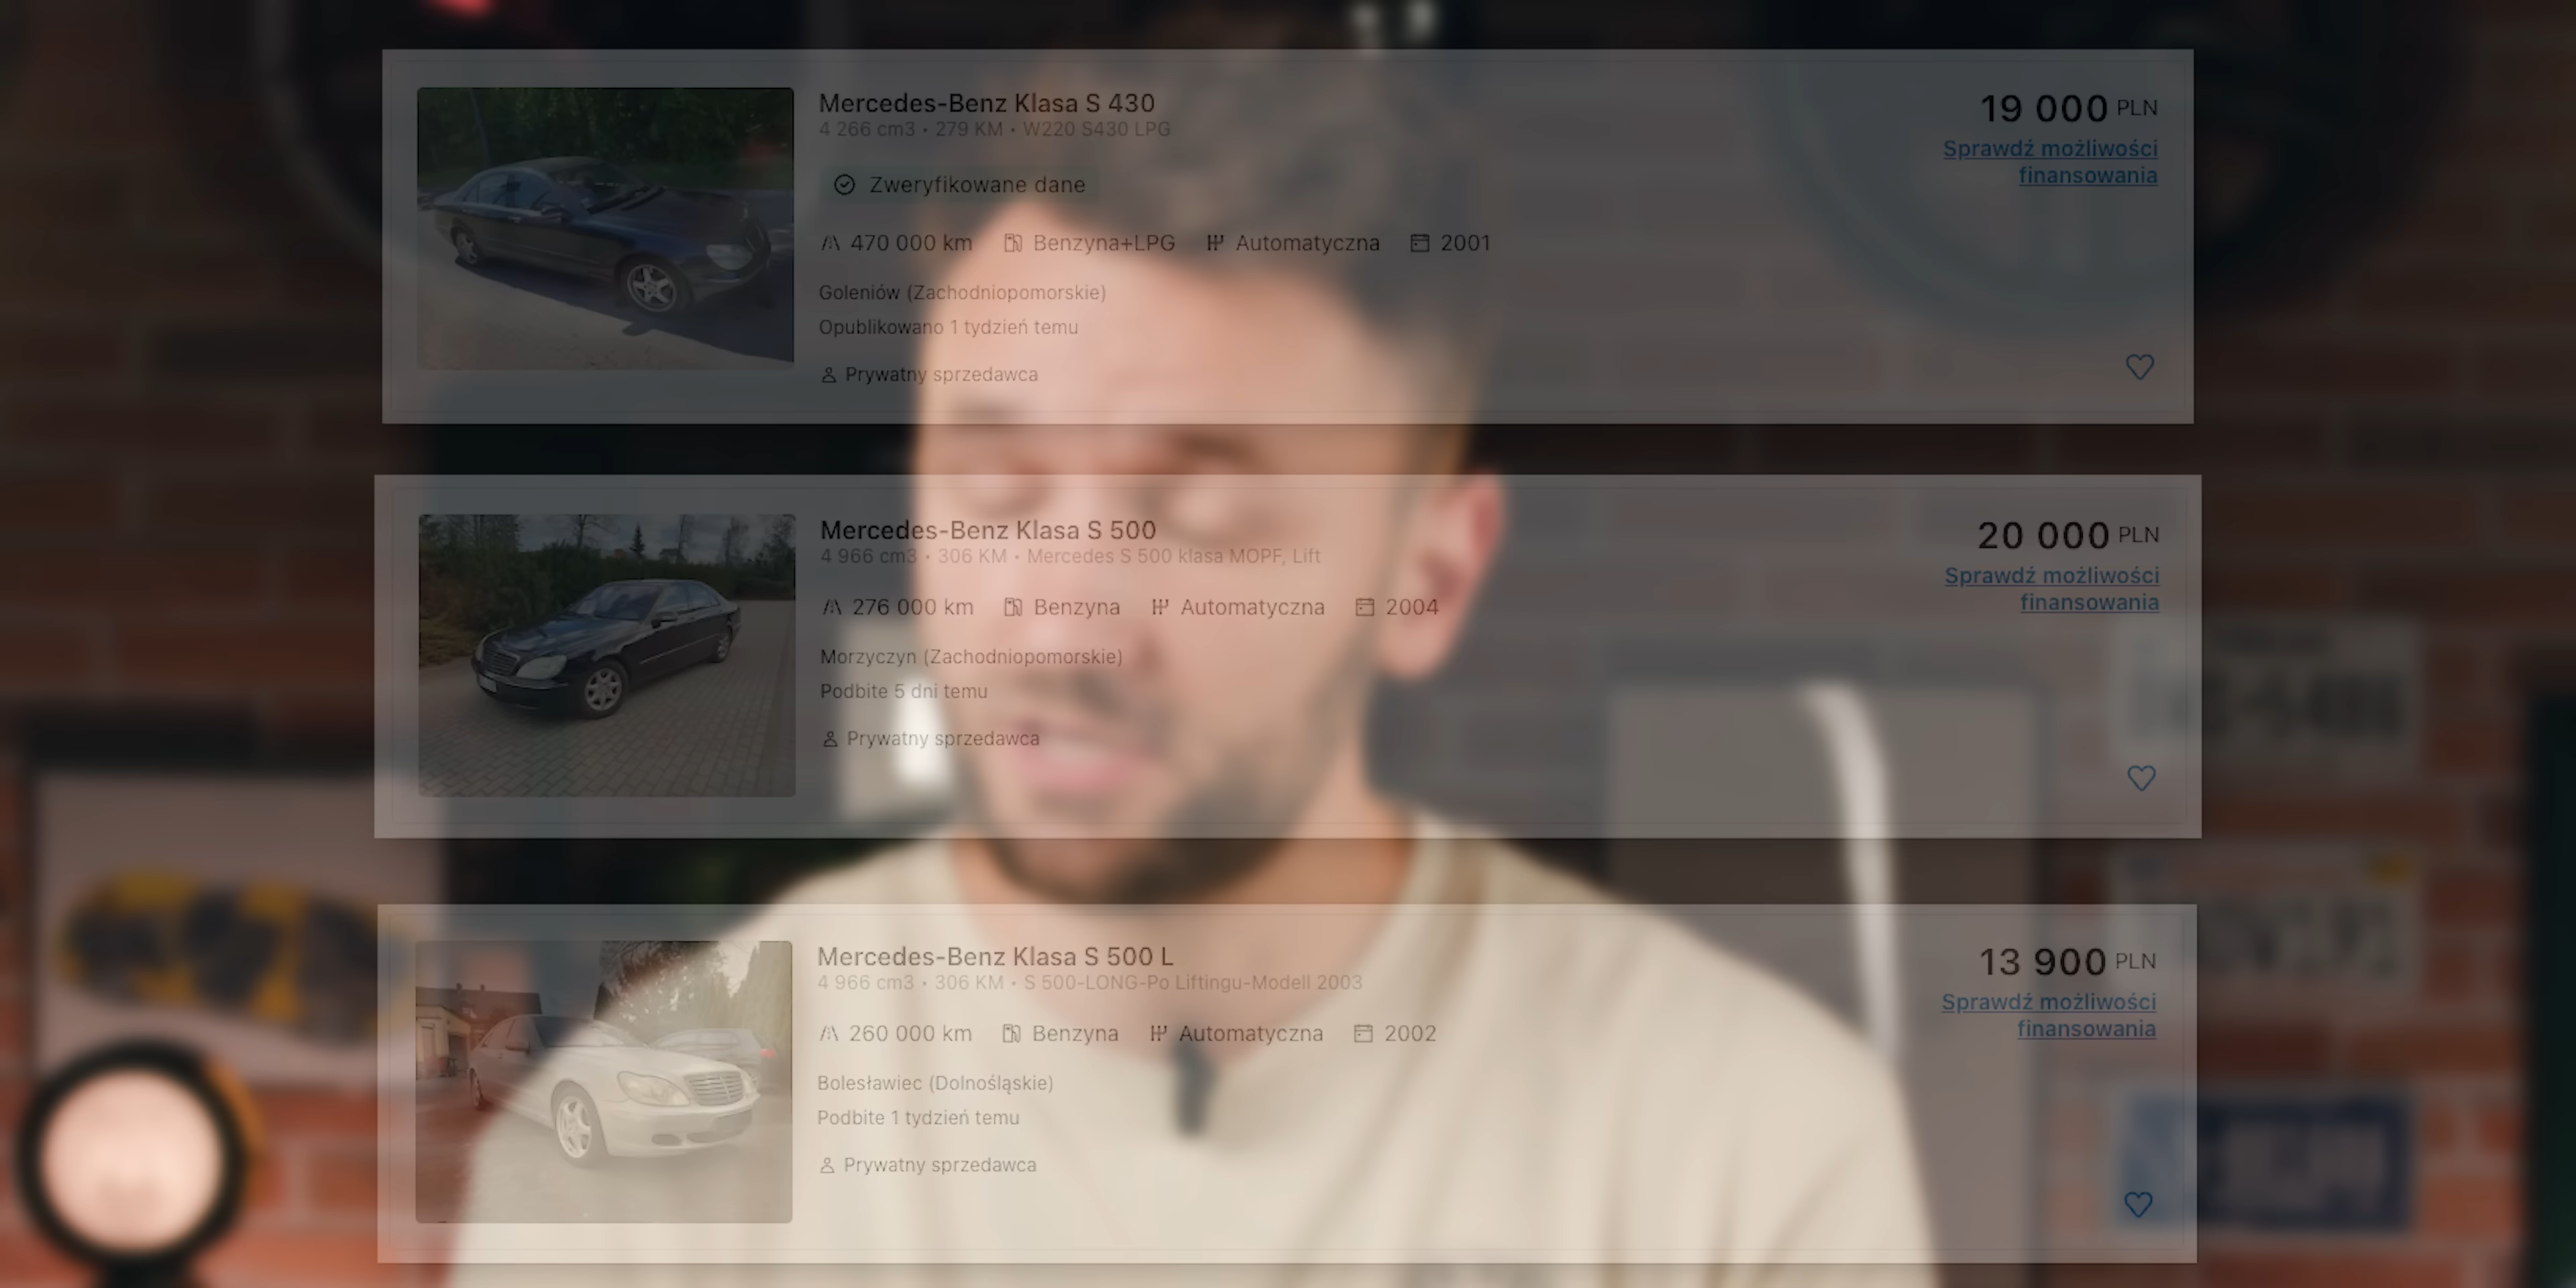 Mercedes-Benz Klasa S 430
19 000 PLN
4 266 cm3 • 279 KM • W220 S430 LPG
Sprawdź możliwości
finansowania
Zweryfikowane dane
470 000 km Benzyna+LPG Automatyczna 2001
Goleniów (Zachodniopomorskie)
Opublikowano 1 tydzień temu
Prywatny sprzedawca
Mercedes-Benz Klasa S 500
20 000 PLN
4 966 cm3 • 306 KM • Mercedes S 500 klasa MOPF, Lift
Sprawdź możliwości
finansowania
276 000 km Benzyna Automatyczna 2004
Morzyczyn (Zachodniopomorskie)
Podbite 5 dni temu
Prywatny sprzedawca
Mercedes-Benz Klasa S 500 L
13 900 PLN
4 966 cm3 • 306 KM • S 500-LONG-Po Liftingu-Modell 2003
Sprawdź możliwości
finansowania
260 000 km Benzyna Automatyczna 2002
Bolesławiec (Dolnośląskie)
Podbite 1 tydzień temu
Prywatny sprzedawca